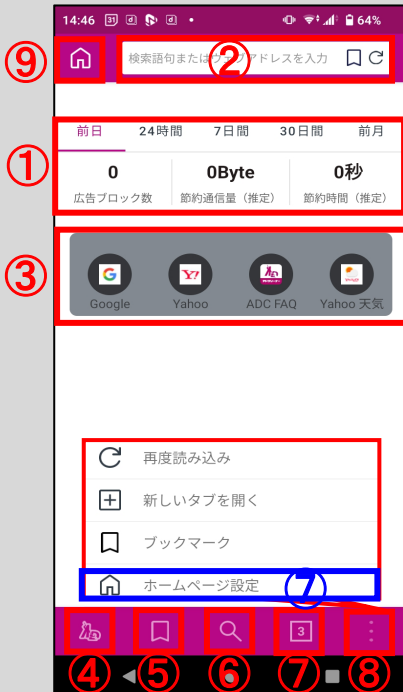 14:46 31 64%
⑨
検索語句またはウェブアドレスを入力
②
前日 24時間 7日間 30日間 前月
①
0 0Byte 0秒
広告ブロック数 節約通信量（推定） 節約時間（推定）
③
G Y!
Google Yahoo ADC FAQ Yahoo 天気
再度読み込み
新しいタブを開く
ブックマーク
ホームページ設定 ⑦
3
④ ⑤ ⑥ ⑦ ⑧